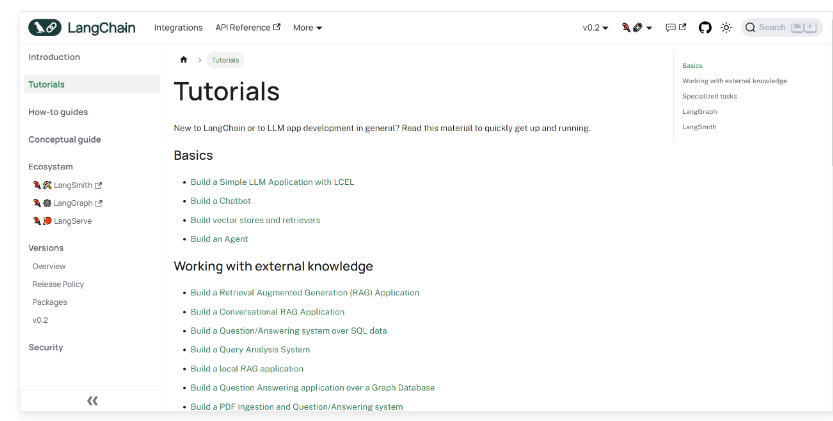 LangChain
Integrations API Reference More
v0.2
Search
Introduction
Tutorials
How-to guides
Conceptual guide
Ecosystem
LangSmith
LangGraph
LangServe
Versions
Overview
Release Policy
Packages
v0.2
Security
Tutorials
Tutorials
New to LangChain or to LLM app development in general? Read this material to quickly get up and running.
Basics
Build a Simple LLM Application with LCEL
Build a Chatbot
Build vector stores and retrievers
Build an Agent
Working with external knowledge
Build a Retrieval Augmented Generation (RAG) Application
Build a Conversational RAG Application
Build a Question/Answering system over SQL data
Build a Query Analysis System
Build a local RAG application
Build a Question Answering application over a Graph Database
Build a PDF ingestion and Question/Answering system
Basics
Working with external knowledge
Specialized tasks
LangGraph
LangSmith